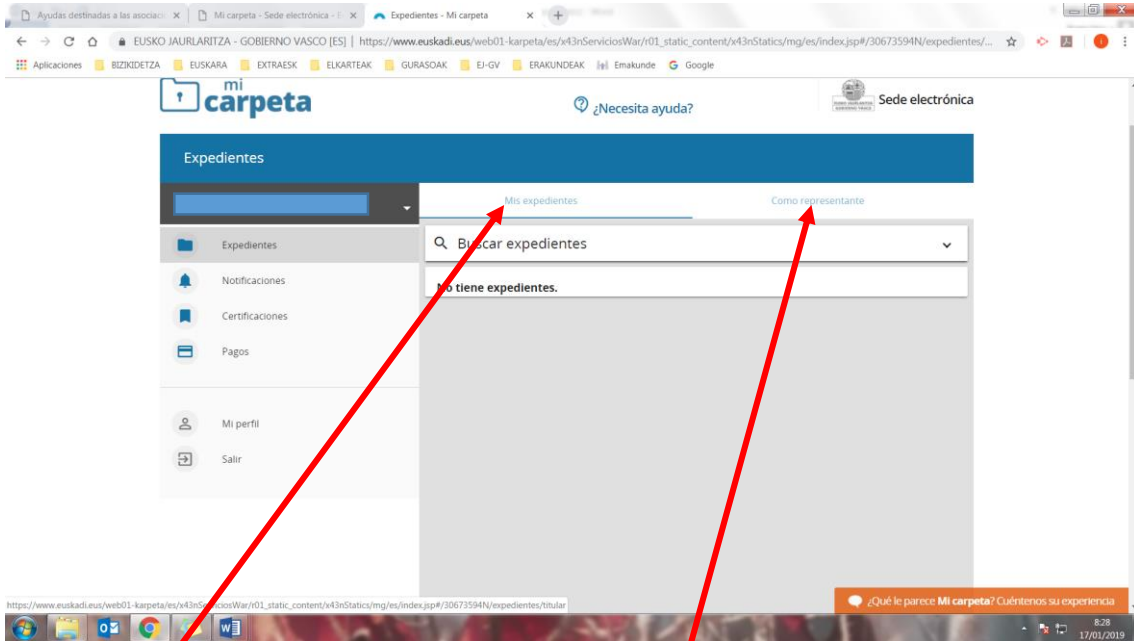 Ayudas destinadas a las asociaci
Mi carpeta - Sede electrónica - E
Expedientes - Mi carpeta
EUSKO JAURLARITZA - GOBIERNO VASCO [ES] | https://www.euskadi.eus/web01-karpeta/es/x43nServiciosWar/r01_static_content/x43nStatics/mg/es/index.jsp#/30673594N/expedientes/...
Aplicaciones BIZIKIDETZA EUSKARA EXTRAESK ELKARTEAK GURASOAK EJ-GV ERAKUNDEAK Emakunde Google
mi
carpeta
¿Necesita ayuda?
Sede electrónica
Expedientes
Mis expedientes
Como representante
Expedientes
Buscar expedientes
Notificaciones
No tiene expedientes.
Certificaciones
Pagos
Mi perfil
Salir
https://www.euskadi.eus/web01-karpeta/es/x43nServiciosWar/r01_static_content/x43nStatics/mg/es/index.jsp#/30673594N/expedientes/titular
¿Qué le parece Mi carpeta? Cuéntenos su experiencia
8:28
17/01/2019